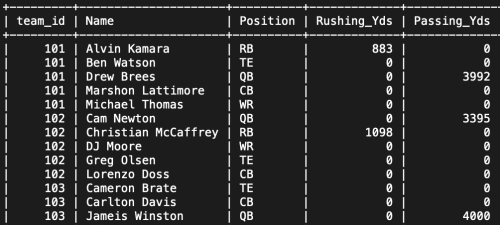 +---------+---------------------+----------+-------------+-------------+
| team_id | Name | Position | Rushing_Yds | Passing_Yds
+---------+---------------------+----------+-------------+-------------+
| 101 | Alvin Kamara | RB | 883 | 0
| 101 | Ben Watson | TE | 0 | 0
| 101 | Drew Brees | QB | 0 | 3992
| 101 | Marshon Lattimore | CB | 0 | 0
| 101 | Michael Thomas | WR | 0 | 0
| 102 | Cam Newton | QB | 0 | 3395
| 102 | Christian McCaffrey | RB | 1098 | 0
| 102 | DJ Moore | WR | 0 | 0
| 102 | Greg Olsen | TE | 0 | 0
| 102 | Lorenzo Doss | CB | 0 | 0
| 103 | Cameron Brate | TE | 0 | 0
| 103 | Carlton Davis | CB | 0 | 0
| 103 | Jameis Winston | QB | 0 | 4000